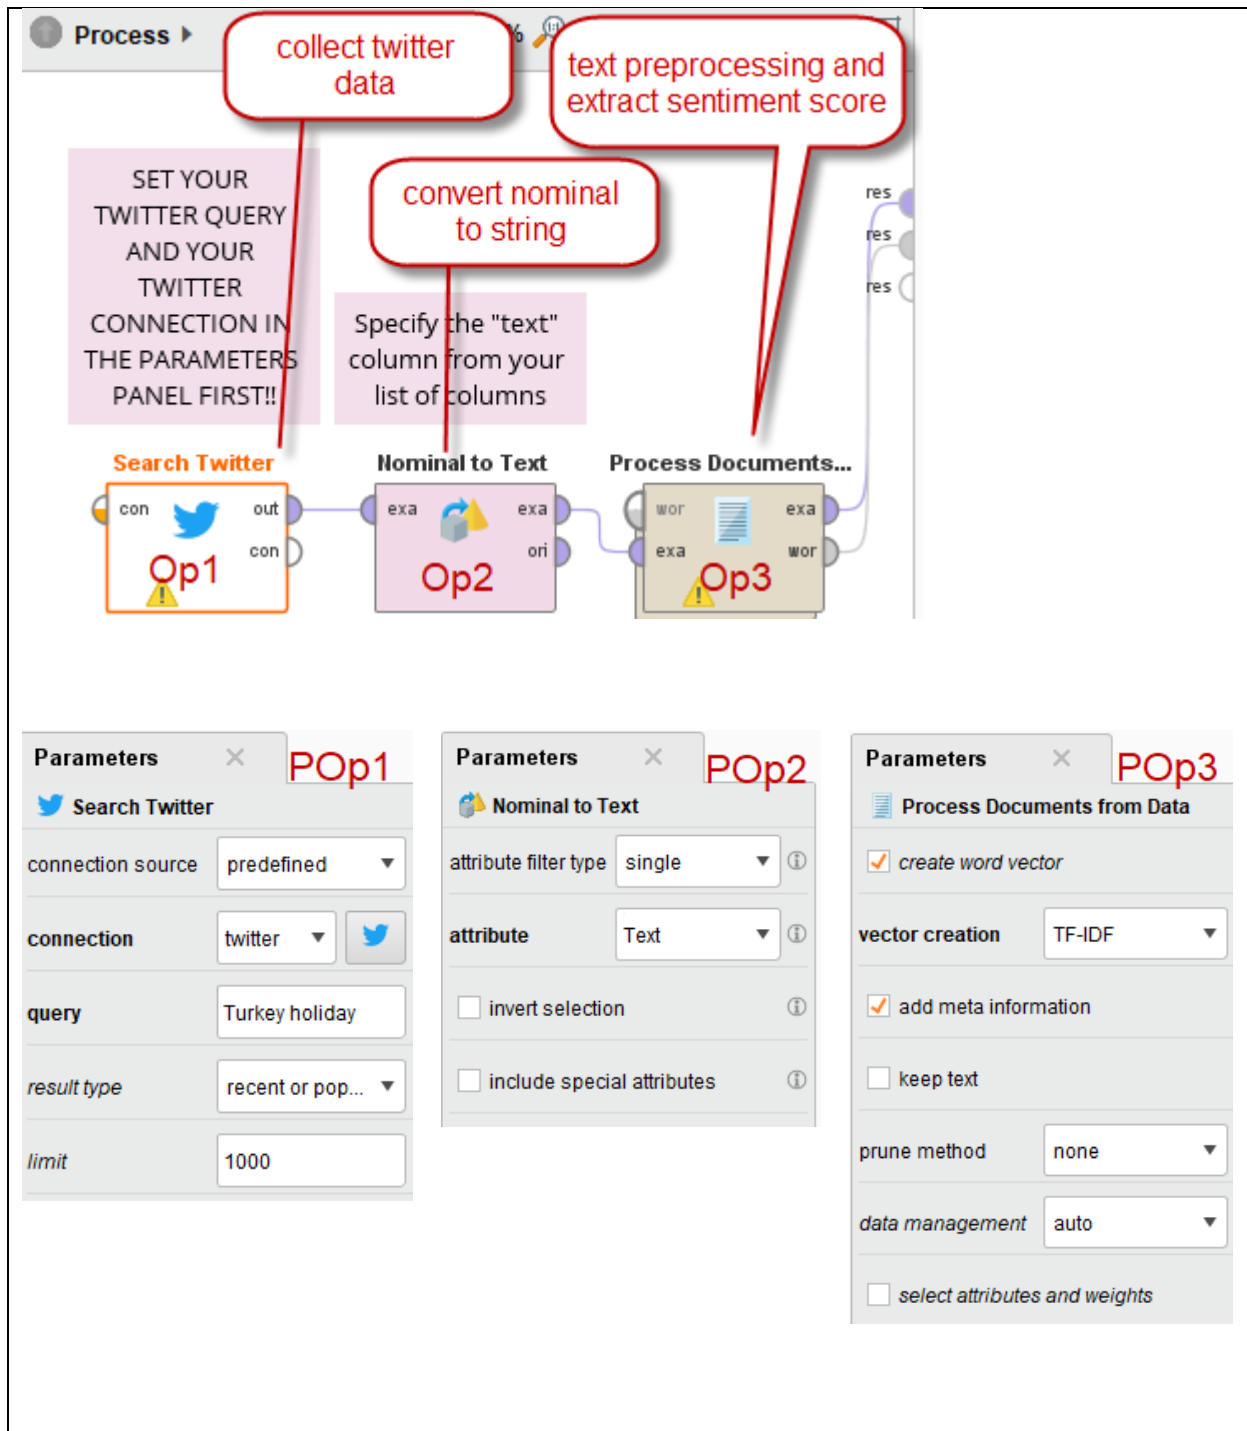 Process
%
collect twitter
data
text preprocessing and
extract sentiment score
SET YOUR
TWITTER QUERY
AND YOUR
TWITTER
CONNECTION IN
THE PARAMETERS
PANEL FIRST!!
convert nominal
to string
Specify the "text"
column from your
list of columns
res
res
res
Search Twitter
con
out
con
Op1
Nominal to Text
exa
exa
ori
Op2
Process Documents...
wor
exa
exa
wor
Op3
Parameters
POp1
Search Twitter
connection source predefined
connection twitter
query Turkey holiday
result type recent or pop...
limit 1000
Parameters
POp2
Nominal to Text
attribute filter type single
attribute Text
invert selection
include special attributes
Parameters
POp3
Process Documents from Data
create word vector
vector creation TF-IDF
add meta information
keep text
prune method none
data management auto
select attributes and weights